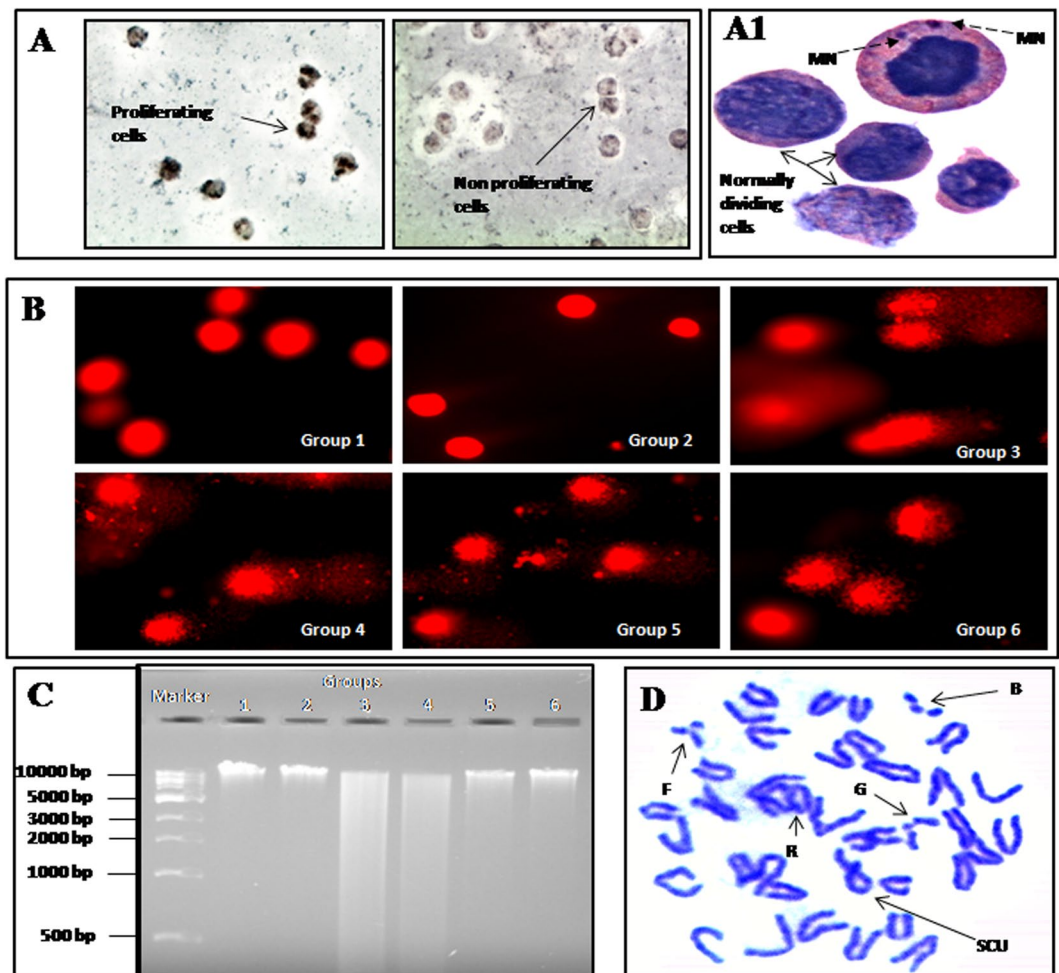 A
Proliferating
cells
Non proliferating
cells
A1
MN
MN
Normally
dividing
cells
B
Group 1
Group 2
Group 3
Group 4
Group 5
Group 6
C
Groups
Marker 1 2 3 4 5 6
10000 bp
5000 bp
3000 bp
2000 bp
1000 bp
500 bp
D
B
F
G
R
SCU